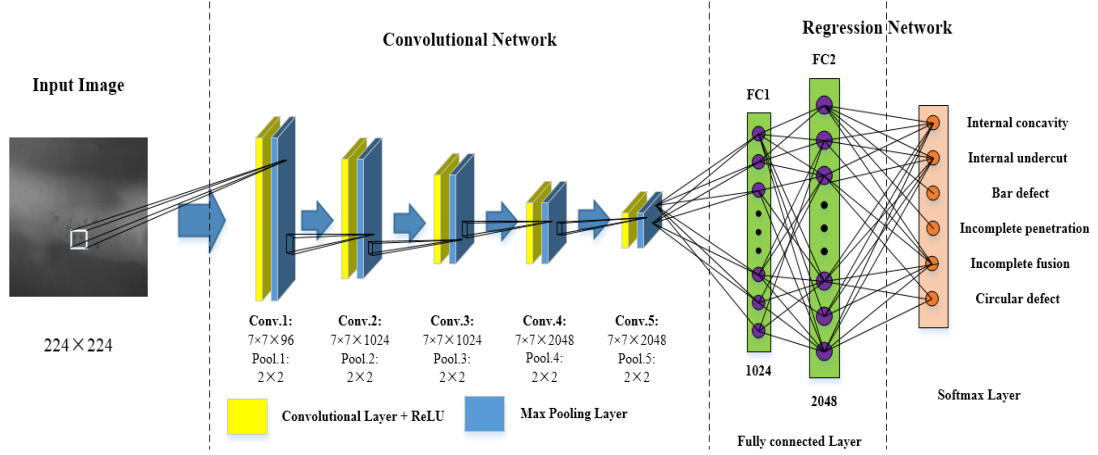 Convolutional Network
Regression Network
Input Image
FC1
FC2
Internal concavity
Internal undercut
Bar defect
Incomplete penetration
Incomplete fusion
Circular defect
224×224
Conv.1:
7×7×96
Pool.1:
2×2
Conv.2:
7×7×1024
Pool.2:
2×2
Conv.3:
7×7×1024
Pool.3:
2×2
Conv.4:
7×7×2048
Pool.4:
2×2
Conv.5:
7×7×2048
Pool.5:
2×2
1024
2048
Softmax Layer
Convolutional Layer + ReLU
Max Pooling Layer
Fully connected Layer